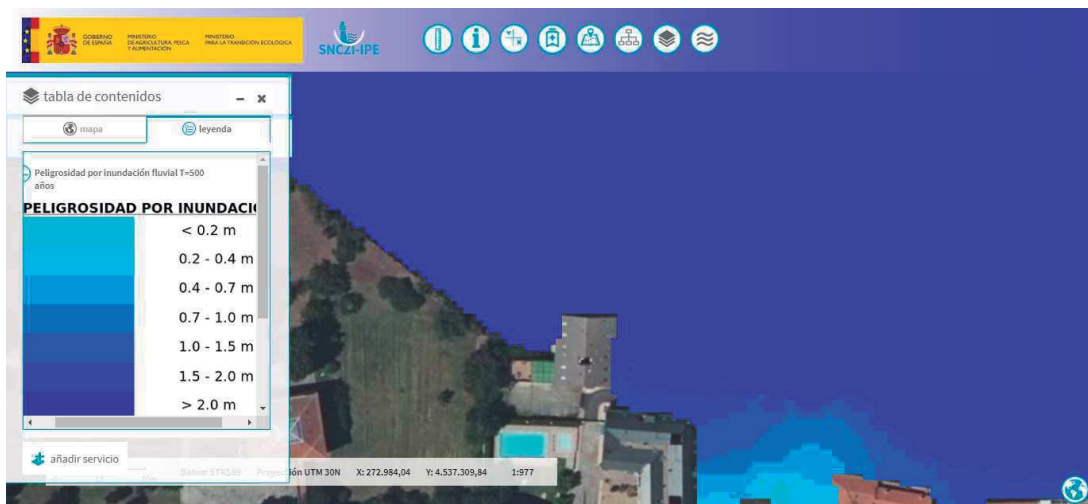 GOBIERNO
DE ESPAÑA
MINISTERIO
DE AGRICULTURA, PESCA
Y ALIMENTACIÓN
MINISTERIO
PARA LA TRANSICIÓN ECOLÓGICA
SNCZI-IPE
tabla de contenidos
mapa
leyenda
Peligrosidad por inundación fluvial T=500
años
PELIGROSIDAD POR INUNDACI
< 0.2 m
0.2 - 0.4 m
0.4 - 0.7 m
0.7 - 1.0 m
1.0 - 1.5 m
1.5 - 2.0 m
> 2.0 m
añadir servicio
Datum ETRS89 Proyección UTM 30N X: 272.984,04 Y: 4.537.309,84 1:977